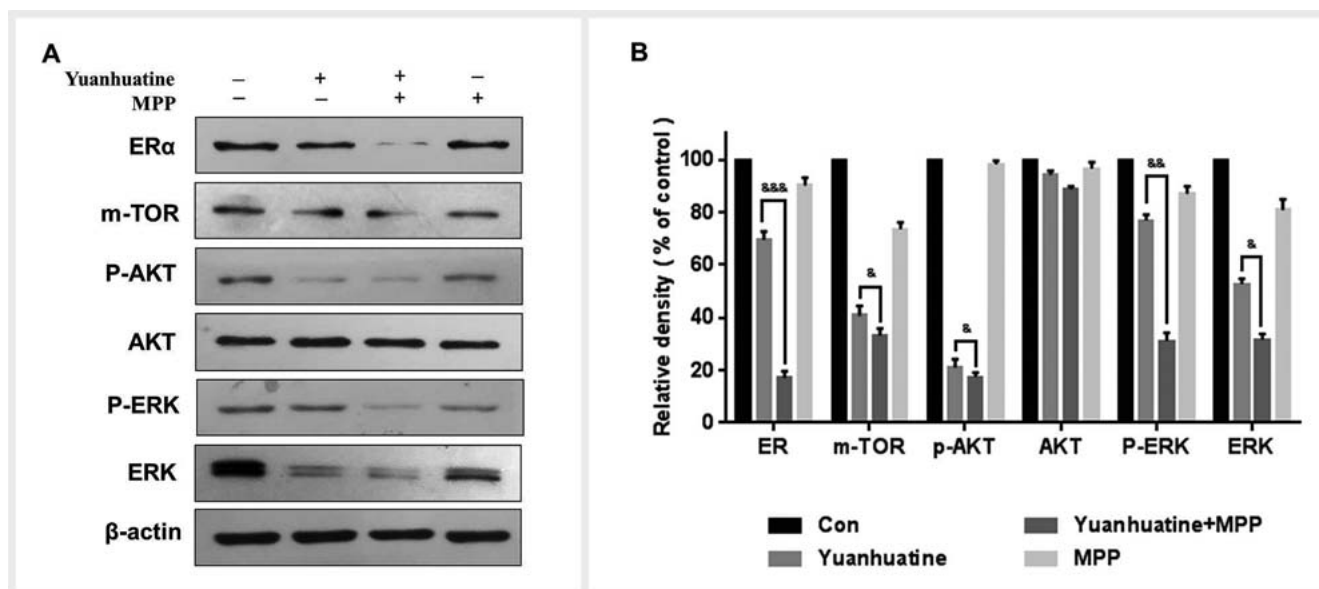 A
Yuanhuatine − + + −
MPP − − + +
ERα
m-TOR
P-AKT
AKT
P-ERK
ERK
β-actin
B
Relative density ( % of control )
100
80
60
40
20
0
&&&
&
&
&&
&
ER m-TOR p-AKT AKT P-ERK ERK
Con
Yuanhuatine
Yuanhuatine+MPP
MPP